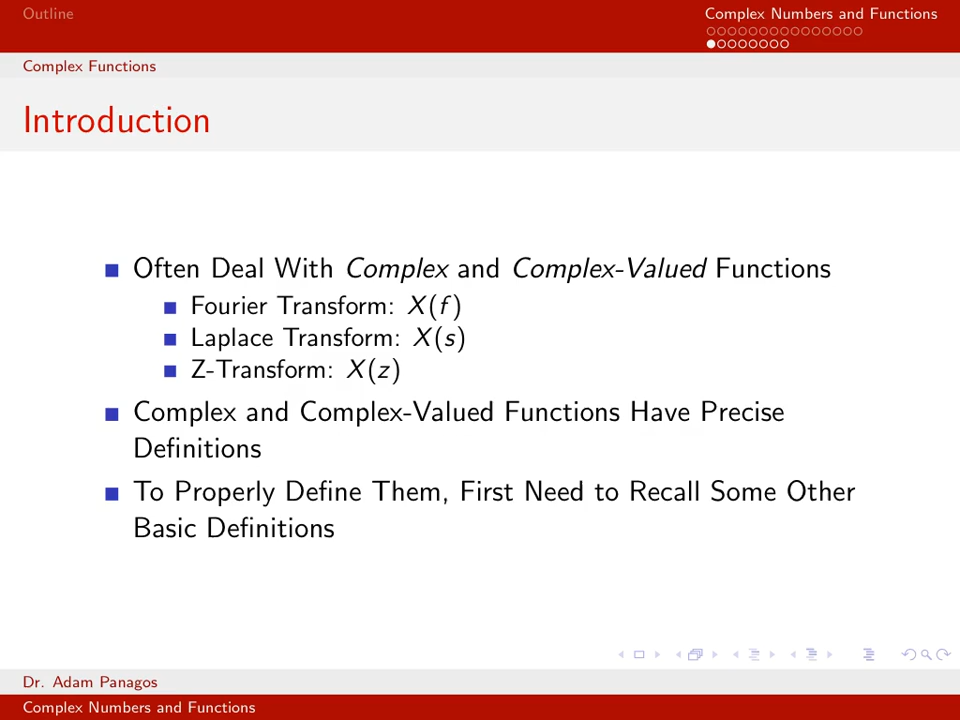 Outline
Complex Numbers and Functions
Complex Functions
Introduction
Often Deal With Complex and Complex-Valued Functions
Fourier Transform: X(f)
Laplace Transform: X(s)
Z-Transform: X(z)
Complex and Complex-Valued Functions Have Precise
Definitions
To Properly Define Them, First Need to Recall Some Other
Basic Definitions
Dr. Adam Panagos
Complex Numbers and Functions